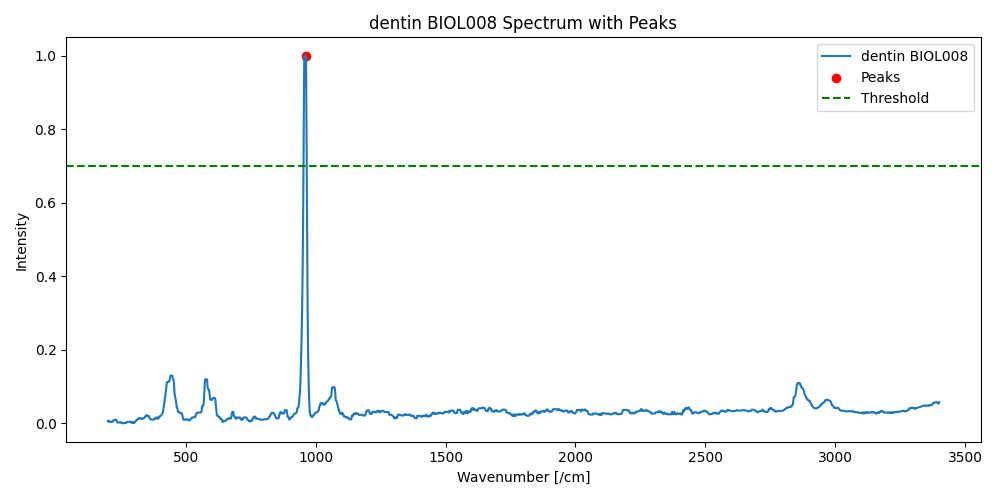 dentin BIOL008 Spectrum with Peaks
dentin BIOL008
Peaks
Threshold
Intensity
1.0
0.8
0.6
0.4
0.2
0.0
500 1000 1500 2000 2500 3000 3500
Wavenumber [/cm]